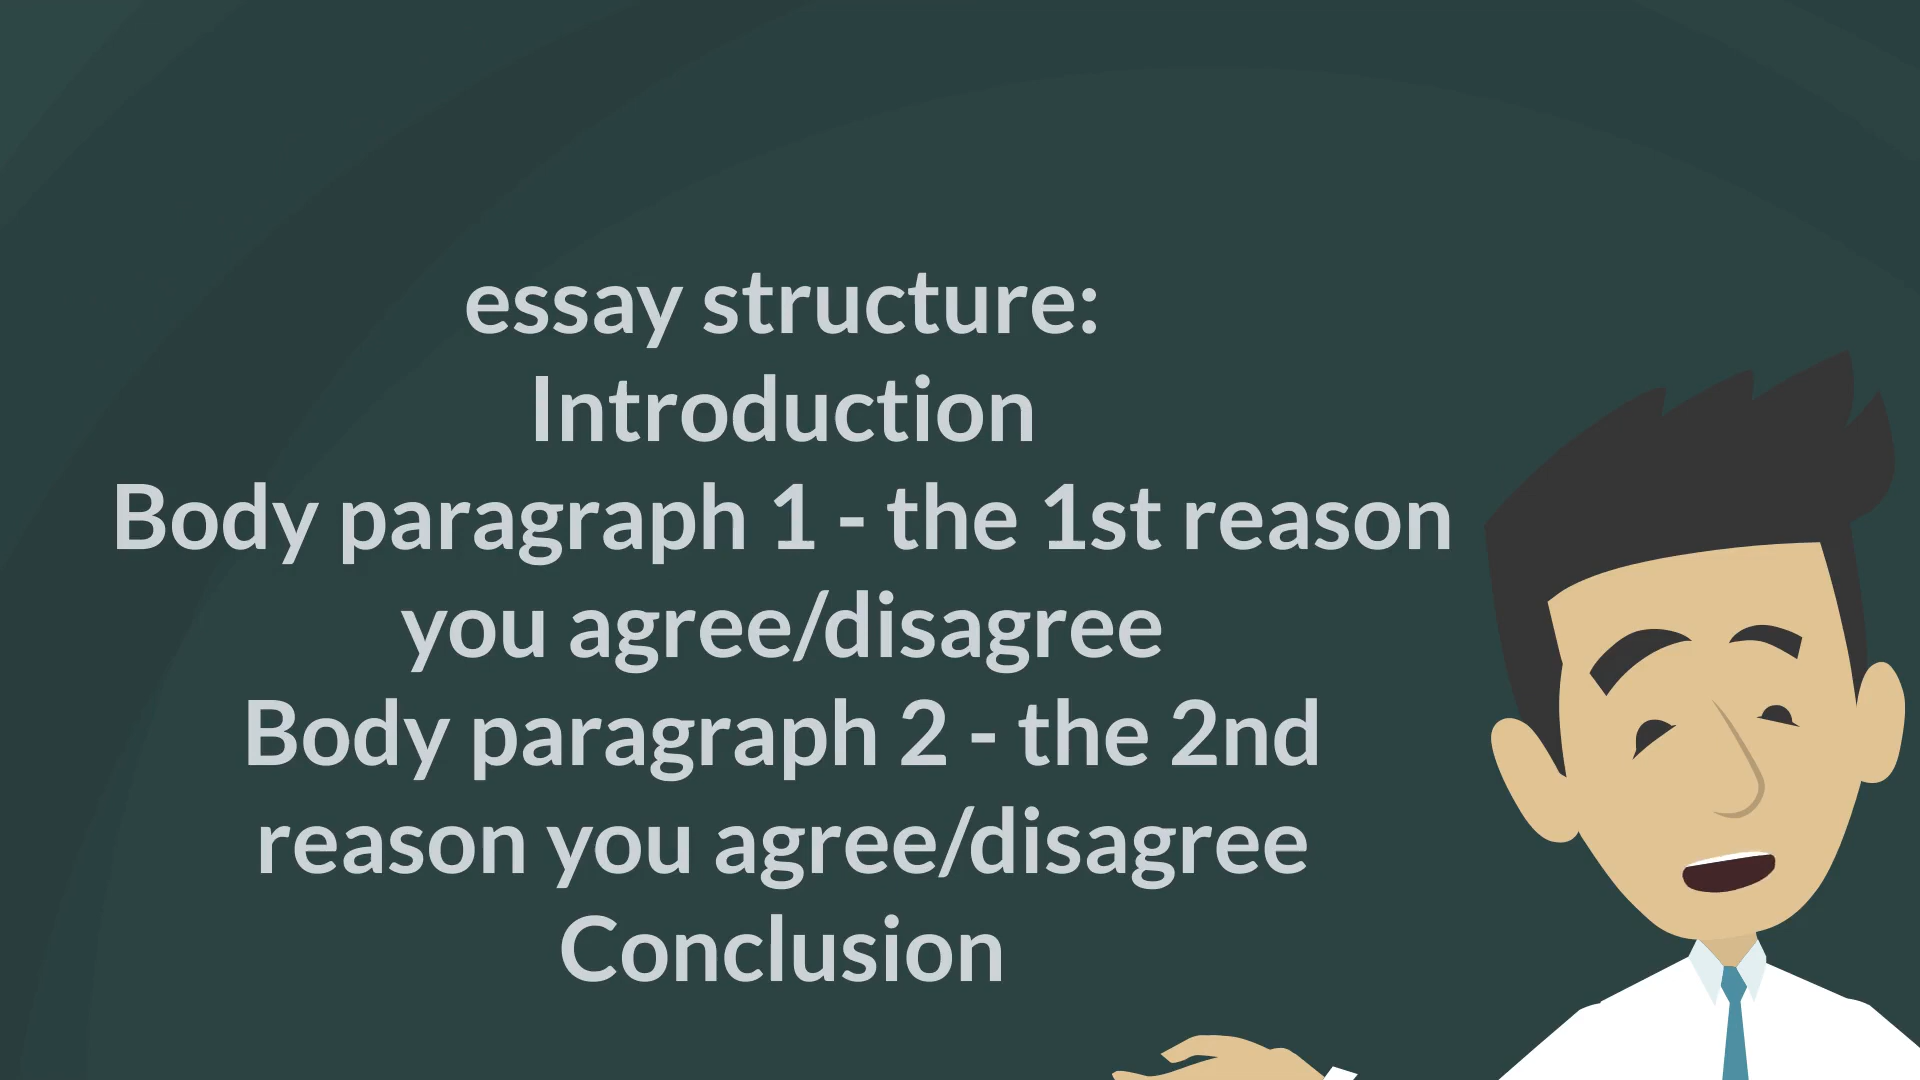 essay structure:
Introduction
Body paragraph 1 - the 1st reason
you agree/disagree
Body paragraph 2 - the 2nd
reason you agree/disagree
Conclusion